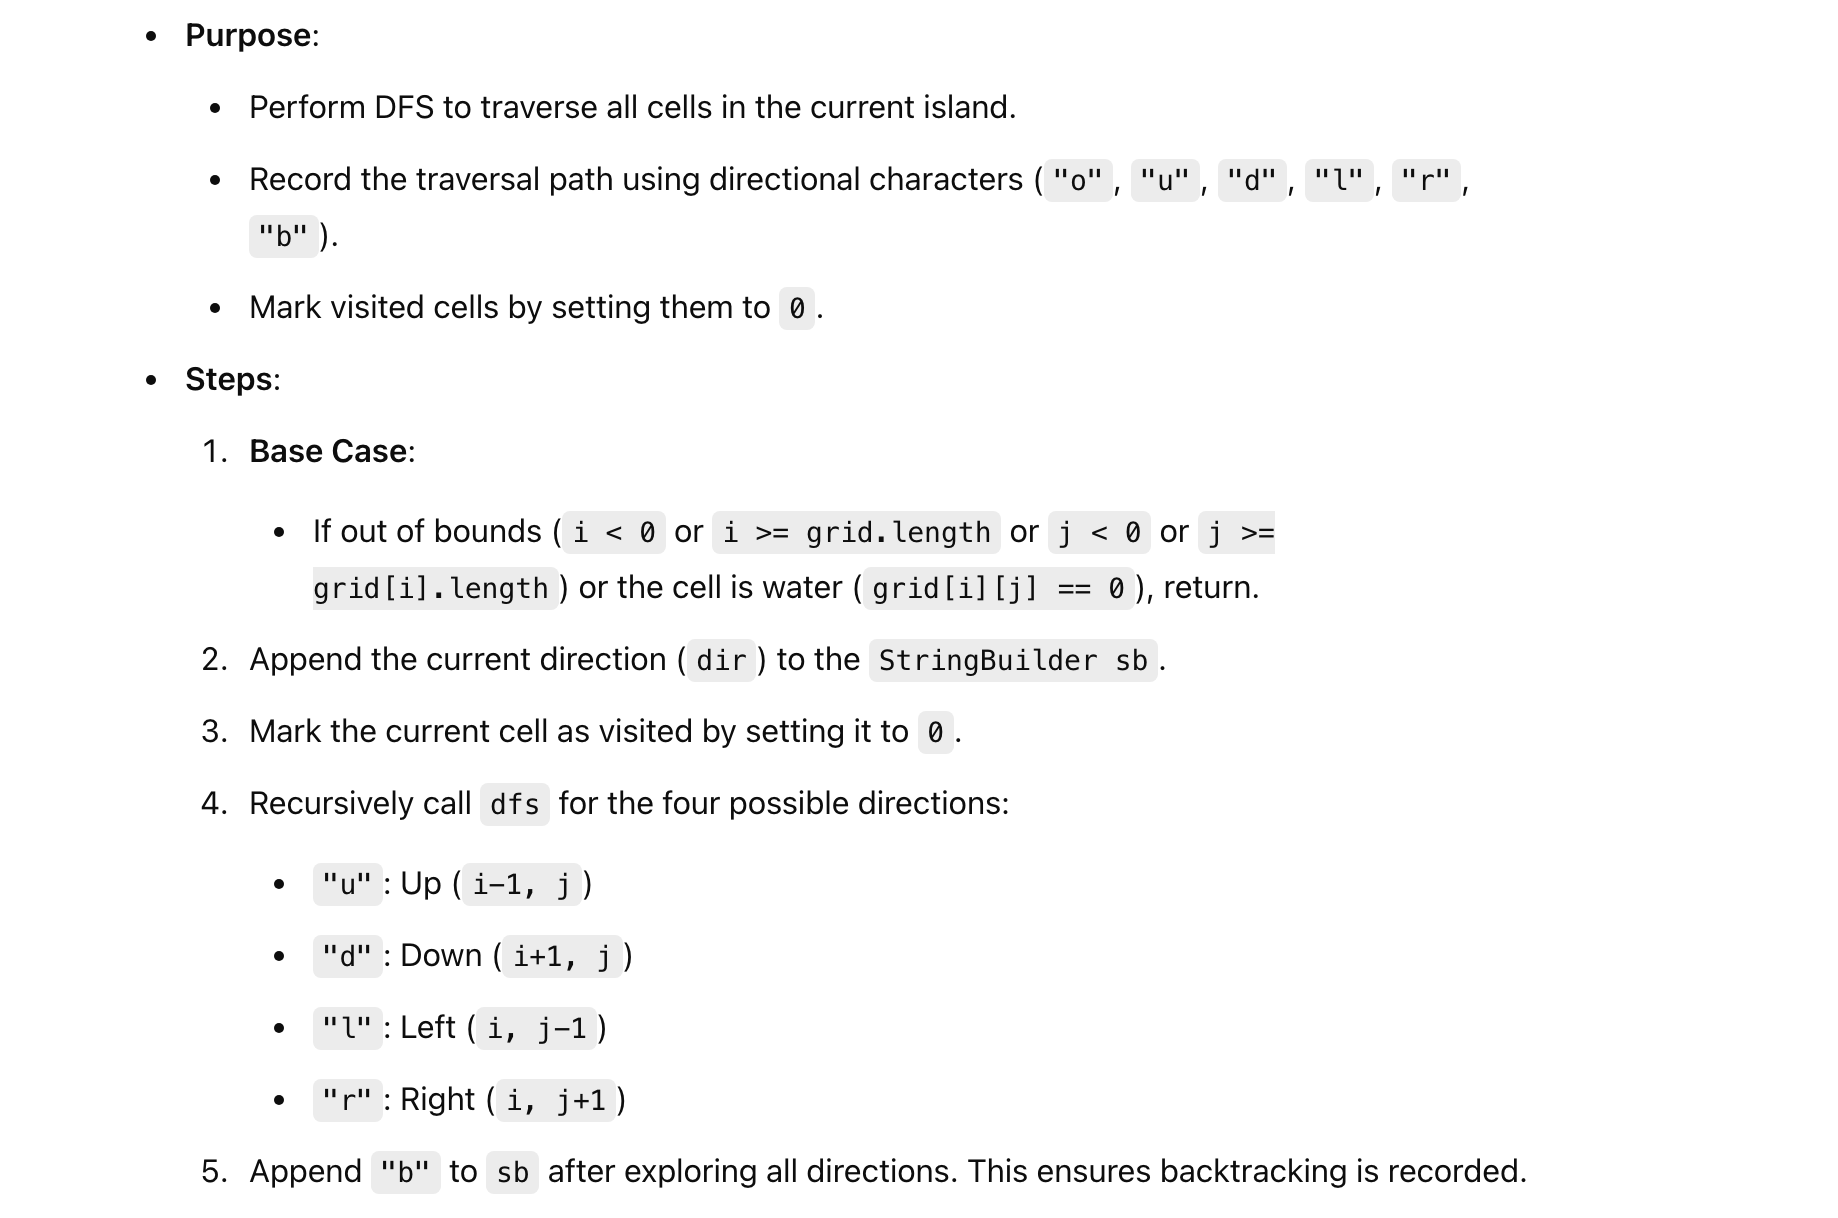 • Purpose:
• Perform DFS to traverse all cells in the current island.
• Record the traversal path using directional characters ( "o" , "u" , "d" , "l" , "r" ,
"b" ).
• Mark visited cells by setting them to 0 .
• Steps:
1. Base Case:
• If out of bounds ( i < 0 or i >= grid.length or j < 0 or j >=
grid[i].length ) or the cell is water ( grid[i][j] == 0 ), return.
2. Append the current direction ( dir ) to the StringBuilder sb .
3. Mark the current cell as visited by setting it to 0 .
4. Recursively call dfs for the four possible directions:
• "u" : Up ( i-1, j )
• "d" : Down ( i+1, j )
• "l" : Left ( i, j-1 )
• "r" : Right ( i, j+1 )
5. Append "b" to sb after exploring all directions. This ensures backtracking is recorded.